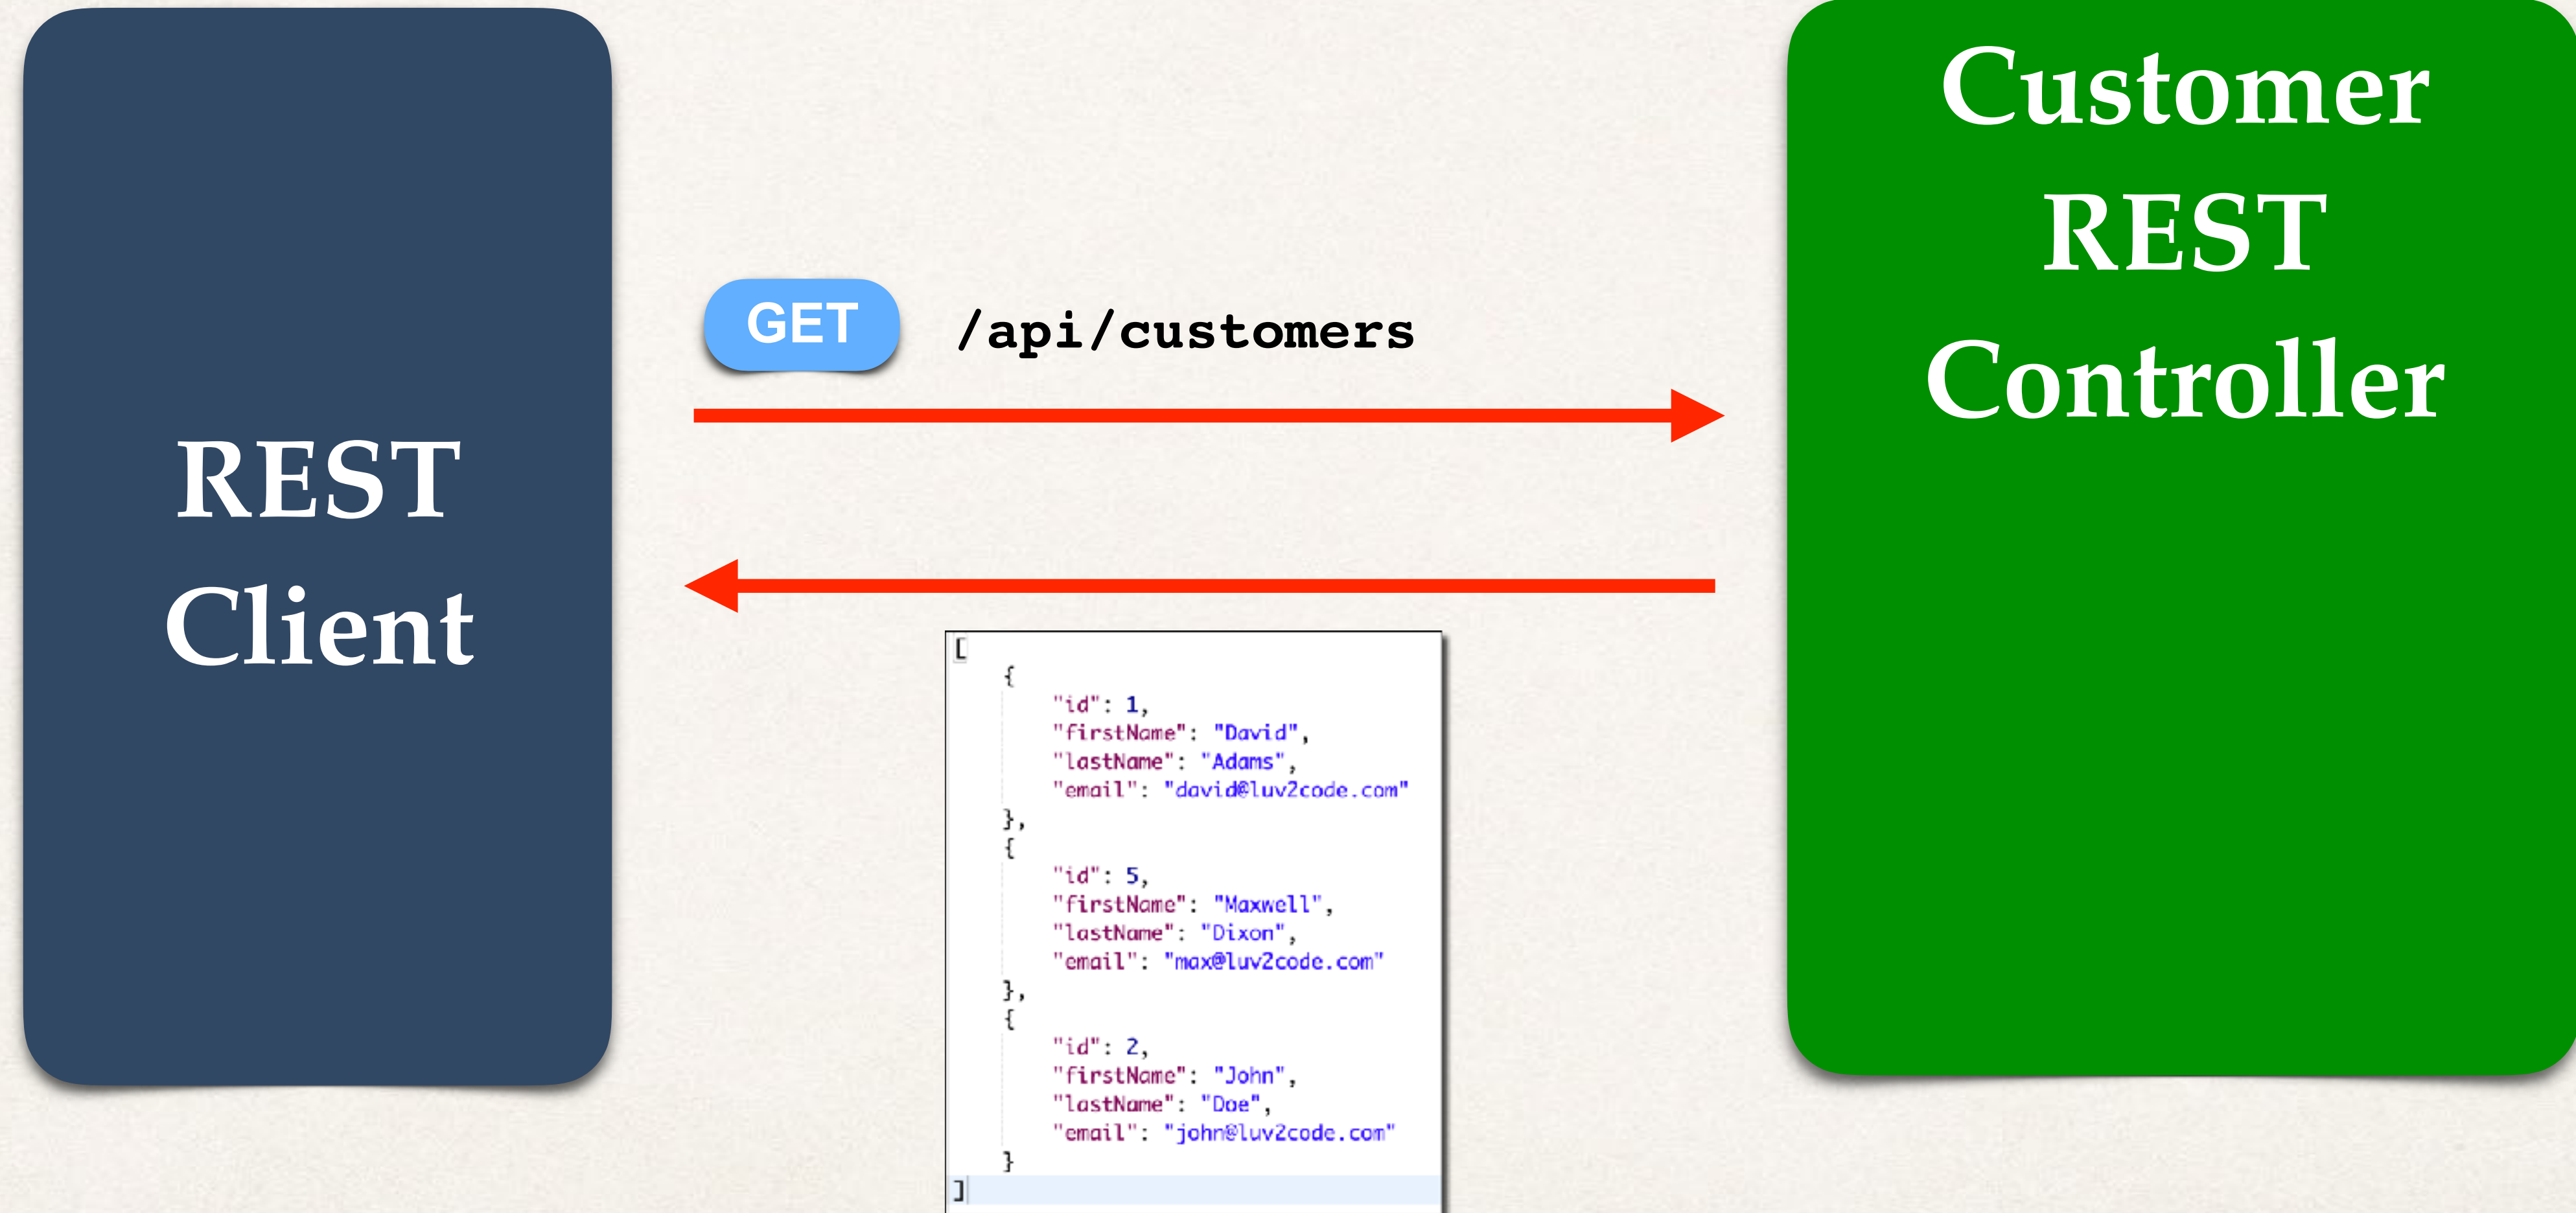 REST
Client
GET /api/customers
Customer
REST
Controller
[
{
"id": 1,
"firstName": "David",
"lastName": "Adams",
"email": "david@luv2code.com"
},
{
"id": 5,
"firstName": "Maxwell",
"lastName": "Dixon",
"email": "max@luv2code.com"
},
{
"id": 2,
"firstName": "John",
"lastName": "Doe",
"email": "john@luv2code.com"
}
]